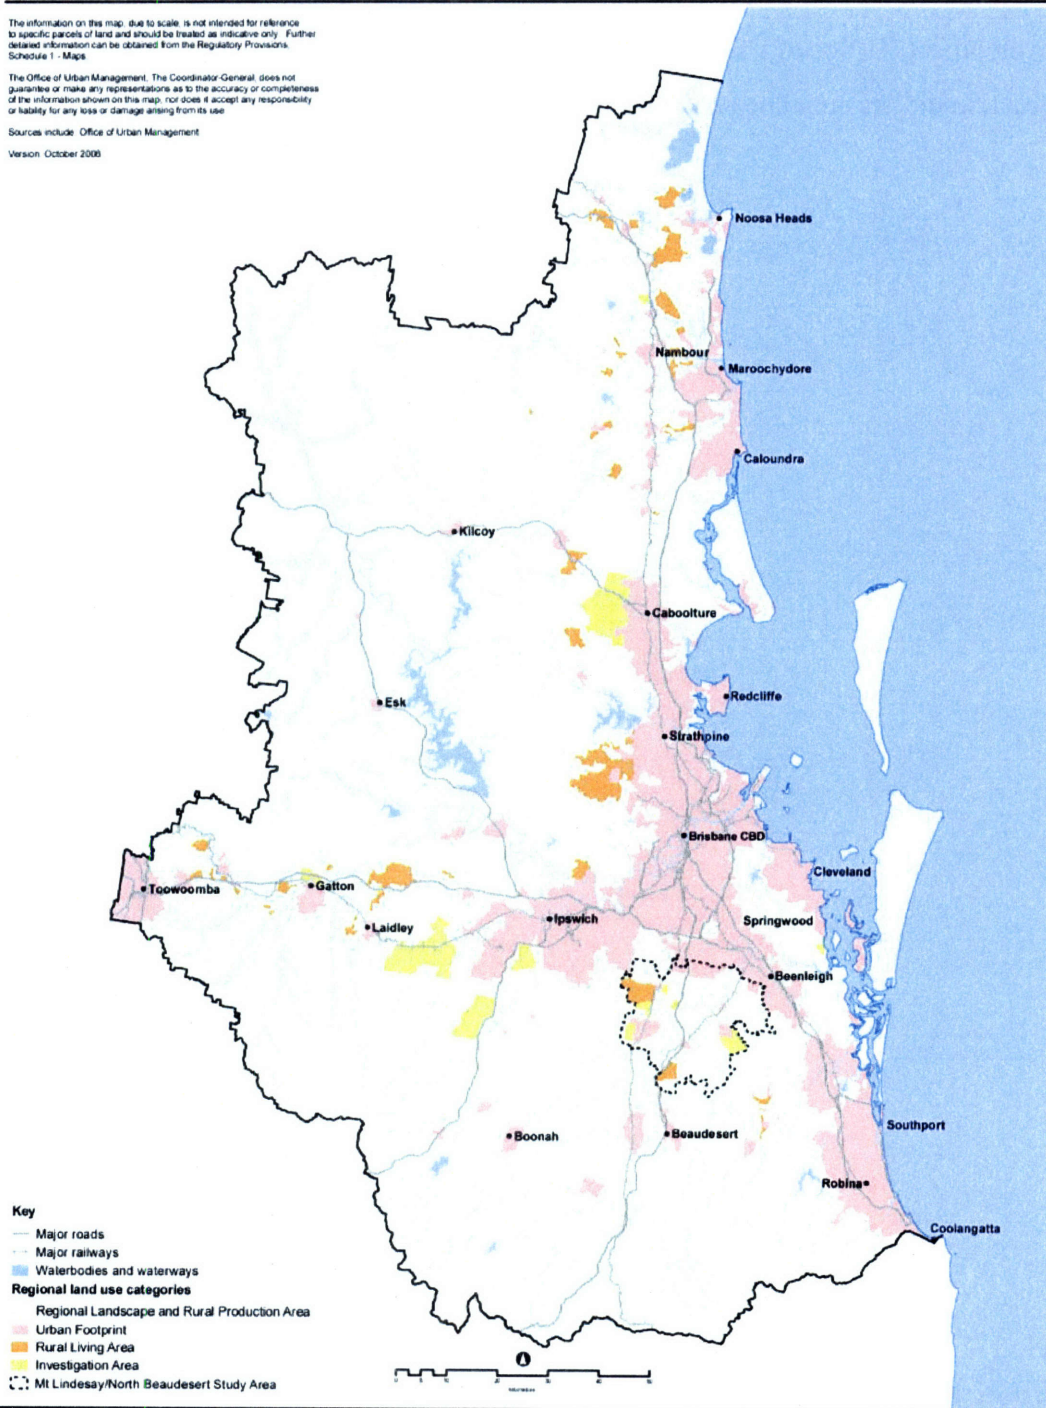 The information on this map, due to scale, is not intended for reference
to specific parcels of land and should be treated as indicative only. Further
detailed information can be obtained from the Regulatory Provisions,
Schedule 1 - Maps
The Office of Urban Management, The Coordinator-General, does not
guarantee or make any representations as to the accuracy or completeness
of the information shown on this map, nor does it accept any responsibility
or liability for any loss or damage arising from its use
Sources include Office of Urban Management
Version October 2006
Noosa Heads
Nambour
Maroochydore
Caloundra
Kilcoy
Caboolture
Redcliffe
Esk
Strathpine
Brisbane CBD
Cleveland
Toowoomba
Gatton
Laidley
Ipswich
Springwood
Beenleigh
Boonah
Beaudesert
Southport
Robina
Coolangatta
Key
Major roads
Major railways
Waterbodies and waterways
Regional land use categories
Regional Landscape and Rural Production Area
Urban Footprint
Rural Living Area
Investigation Area
Mt Lindesay/North Beaudesert Study Area